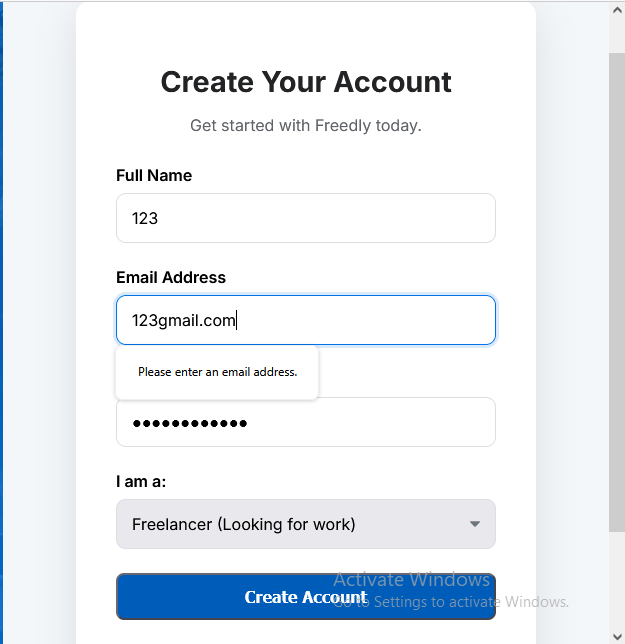 Create Your Account
Get started with Freedly today.
Full Name
123
Email Address
123gmail.com
Please enter an email address.
••••••••••••
I am a:
Freelancer (Looking for work)
Activate Windows
Create Account
Go to Settings to activate Windows.